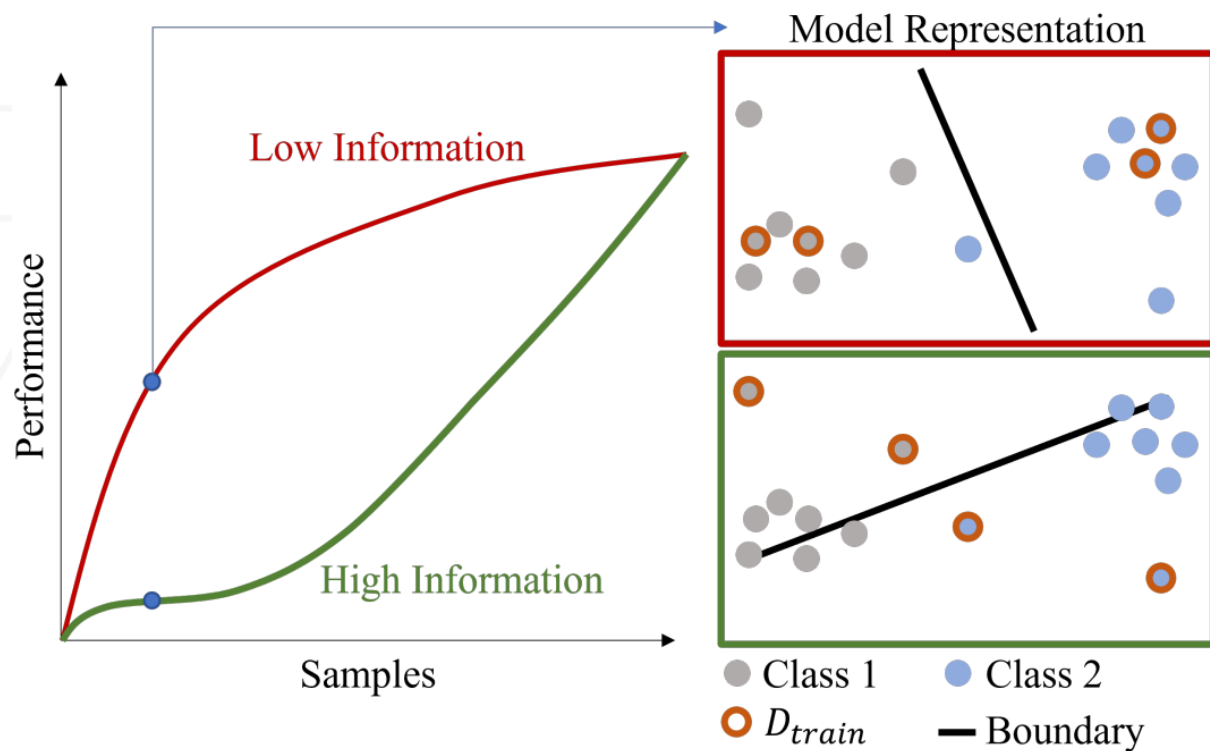 Model Representation
Low Information
Performance
High Information
Samples
Class 1
Class 2
D_train
Boundary